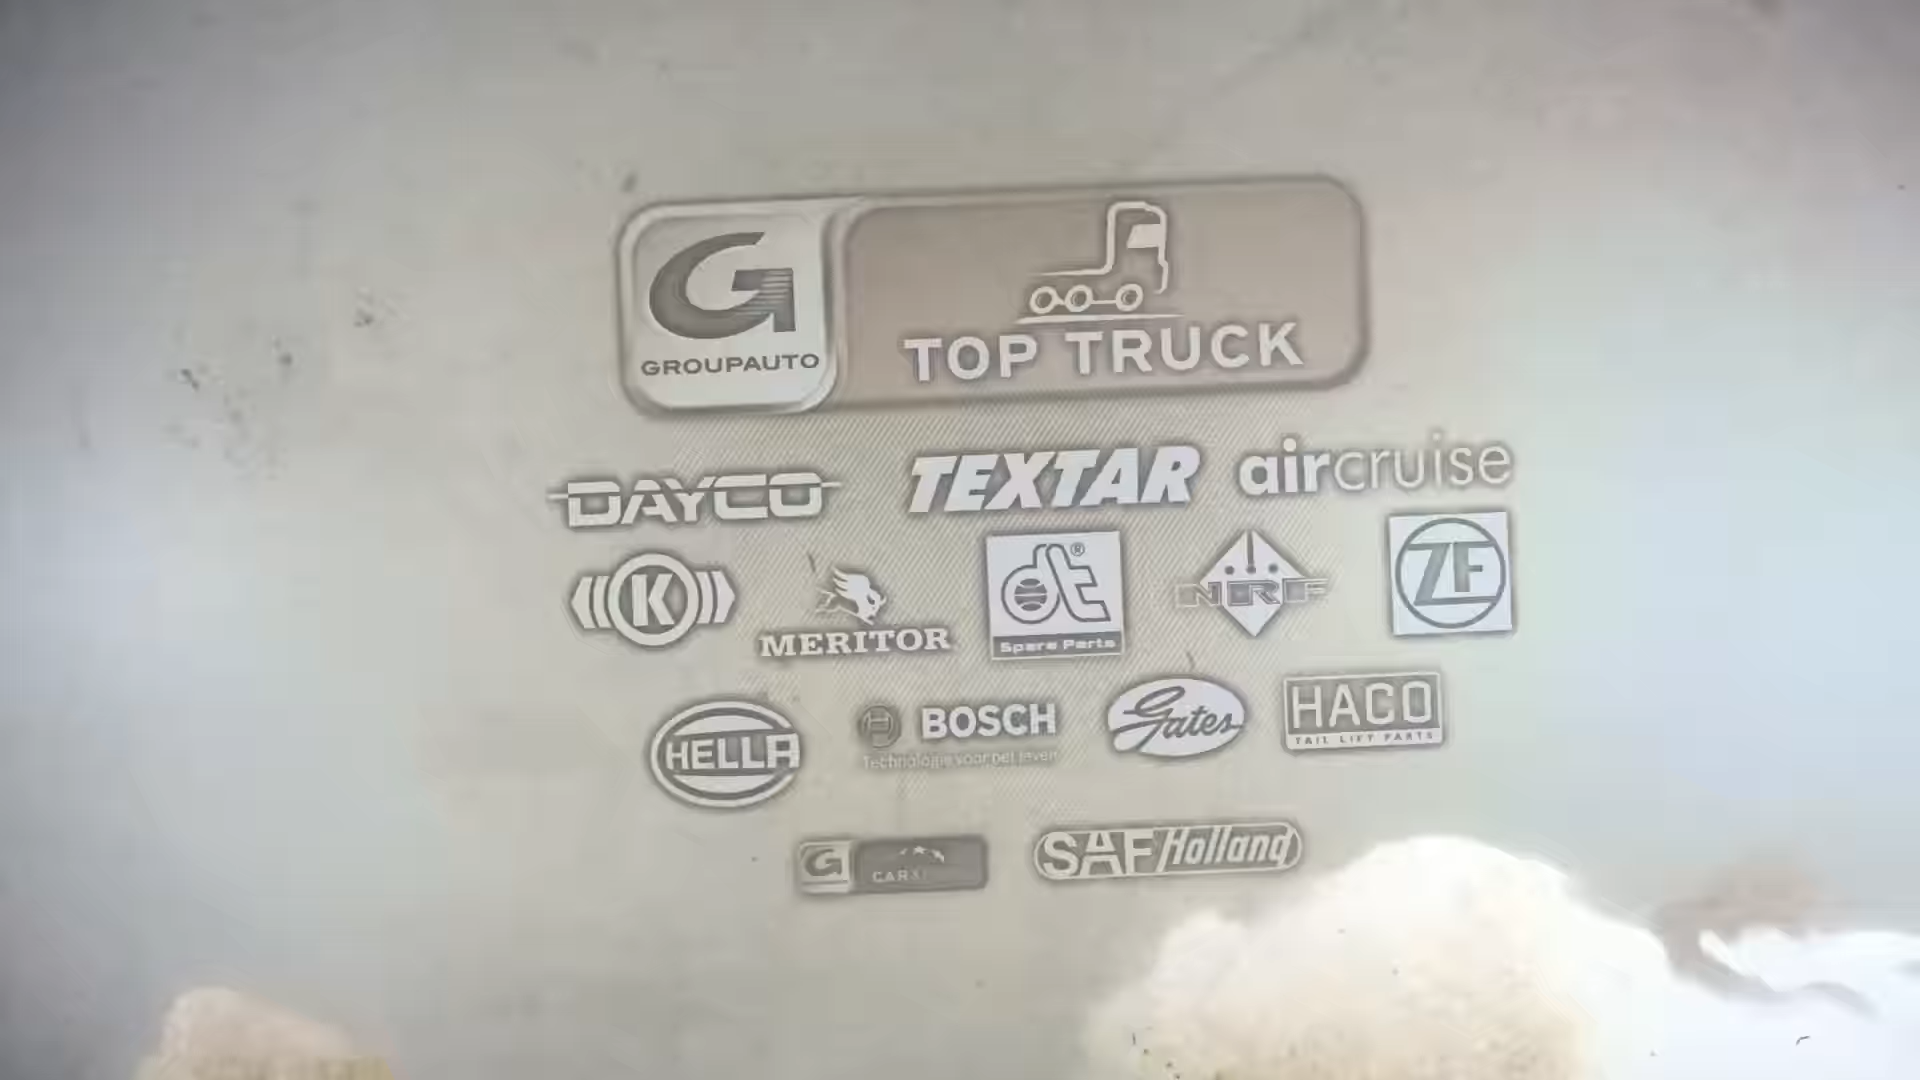 G
GROUPAUTO
TOP TRUCK
DAYCO
TEXTAR
aircruise
K
MERITOR
dt®
Spare Parts
NRF
ZF
HELLA
BOSCH
Technologie voor het leven
Gates
HACO
TAIL LIFT PARTS
G
SAF Holland